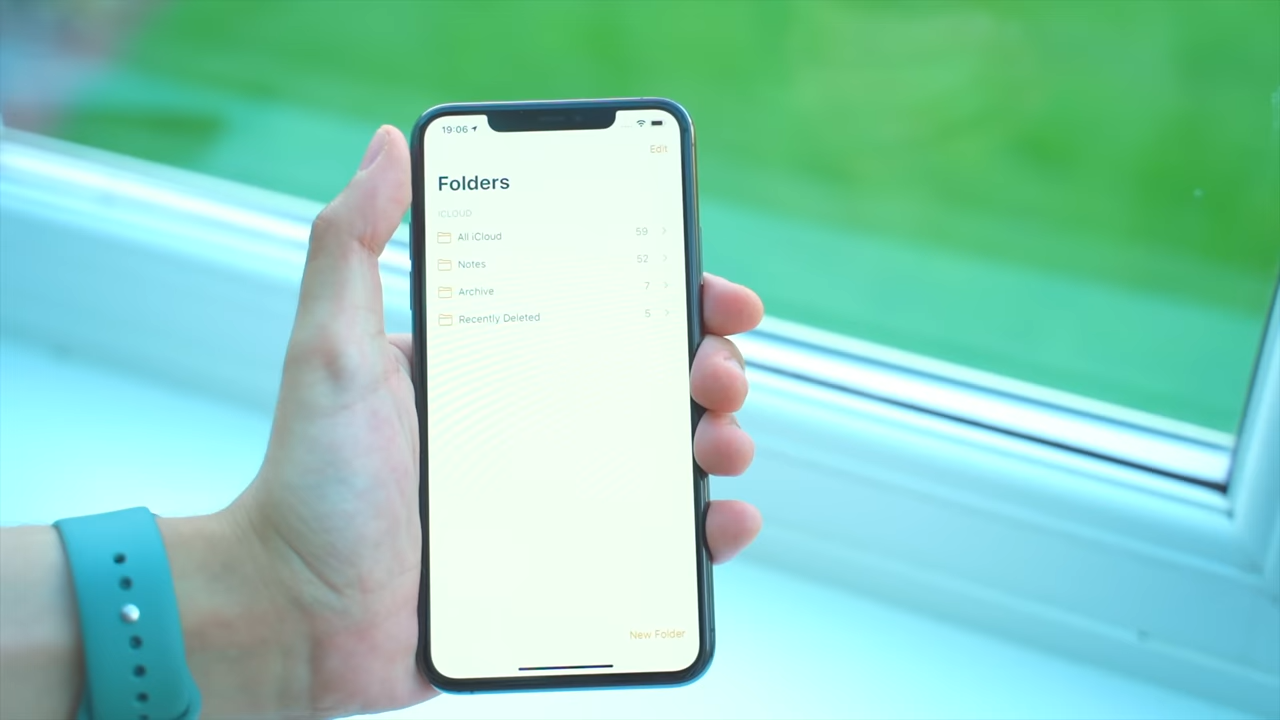 19:06
Edit
Folders
ICLOUD
All iCloud 59
Notes 52
Archive 7
Recently Deleted 5
New Folder